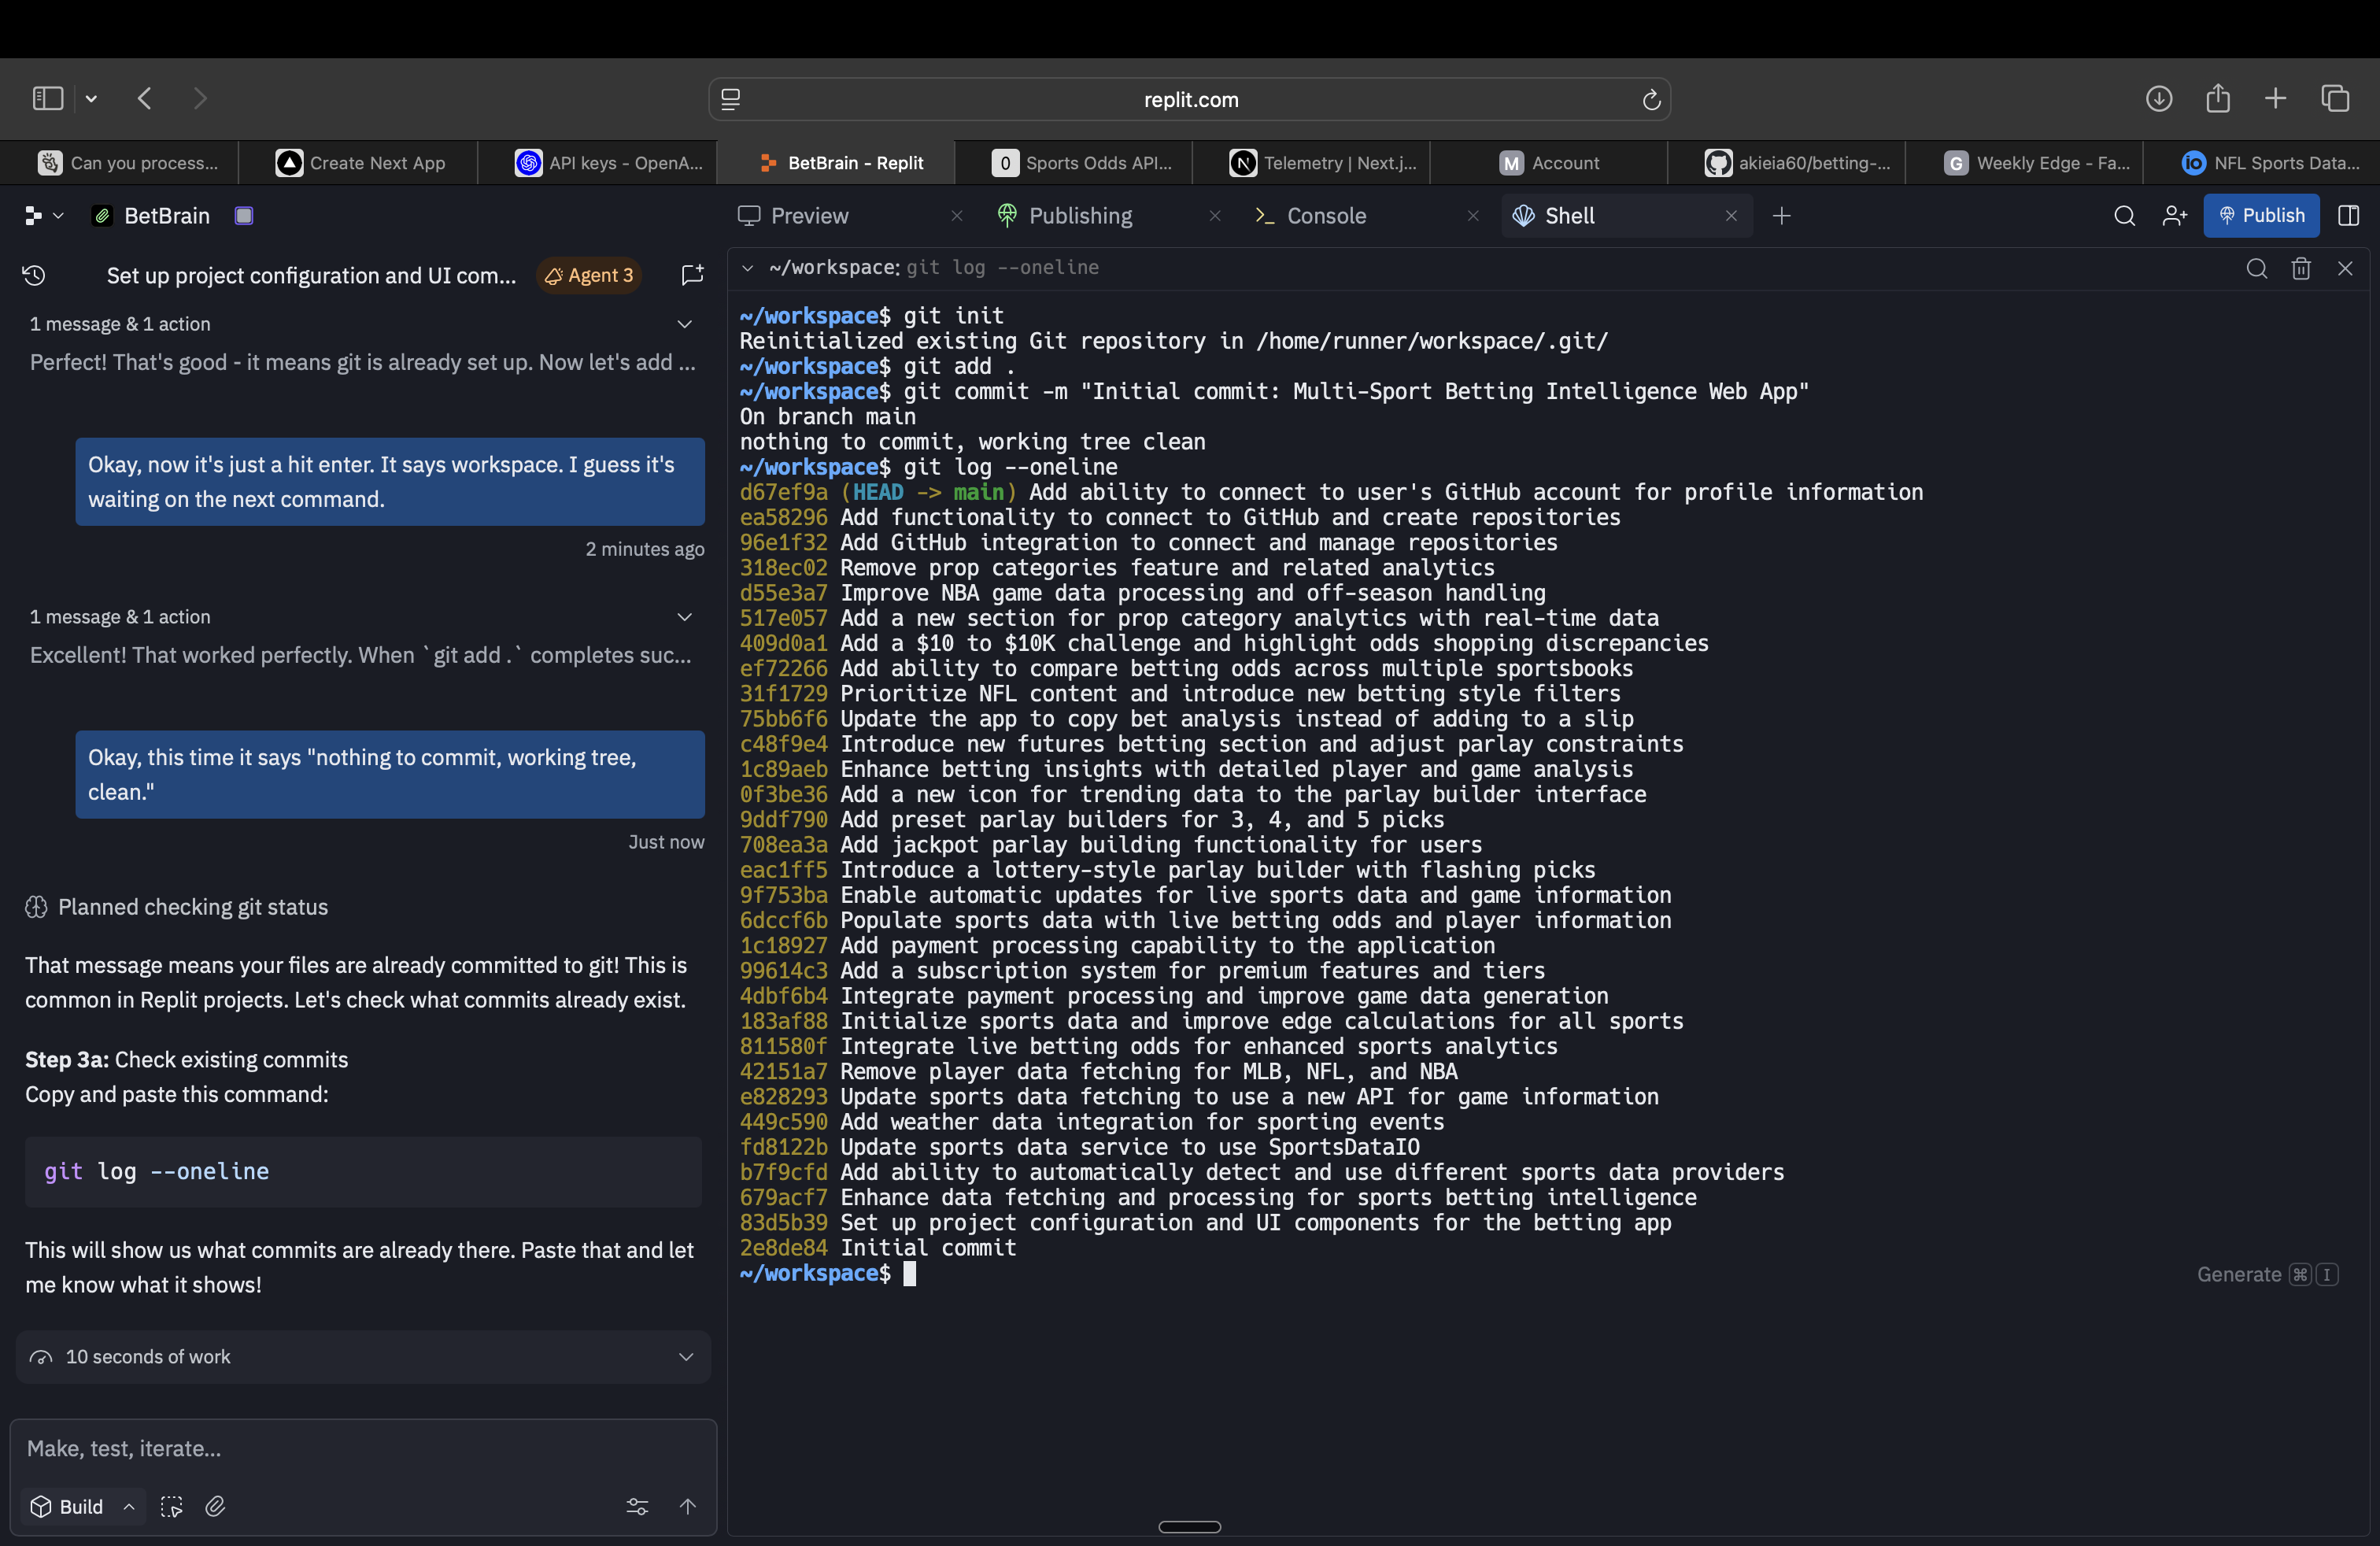 replit.com
Can you process...
Create Next App
API keys - OpenA...
BetBrain - Replit
0 Sports Odds API...
N Telemetry | Next.j...
M Account
akieia60/betting-...
G Weekly Edge - Fa...
io NFL Sports Data...
BetBrain
Preview
Publishing
Console
Shell
Publish
Set up project configuration and UI com...
Agent 3
1 message & 1 action
Perfect! That's good - it means git is already set up. Now let's add ...
Okay, now it's just a hit enter. It says workspace. I guess it's
waiting on the next command.
2 minutes ago
1 message & 1 action
Excellent! That worked perfectly. When `git add .` completes suc...
Okay, this time it says "nothing to commit, working tree,
clean."
Just now
Planned checking git status
That message means your files are already committed to git! This is
common in Replit projects. Let's check what commits already exist.
Step 3a: Check existing commits
Copy and paste this command:
git log --oneline
This will show us what commits are already there. Paste that and let
me know what it shows!
10 seconds of work
Make, test, iterate...
Build
~/workspace: git log --oneline
~/workspace$ git init
Reinitialized existing Git repository in /home/runner/workspace/.git/
~/workspace$ git add .
~/workspace$ git commit -m "Initial commit: Multi-Sport Betting Intelligence Web App"
On branch main
nothing to commit, working tree clean
~/workspace$ git log --oneline
d67ef9a (HEAD -> main) Add ability to connect to user's GitHub account for profile information
ea58296 Add functionality to connect to GitHub and create repositories
96e1f32 Add GitHub integration to connect and manage repositories
318ec02 Remove prop categories feature and related analytics
d55e3a7 Improve NBA game data processing and off-season handling
517e057 Add a new section for prop category analytics with real-time data
409d0a1 Add a $10 to $10K challenge and highlight odds shopping discrepancies
ef72266 Add ability to compare betting odds across multiple sportsbooks
31f1729 Prioritize NFL content and introduce new betting style filters
75bb6f6 Update the app to copy bet analysis instead of adding to a slip
c48f9e4 Introduce new futures betting section and adjust parlay constraints
1c89aeb Enhance betting insights with detailed player and game analysis
0f3be36 Add a new icon for trending data to the parlay builder interface
9ddf790 Add preset parlay builders for 3, 4, and 5 picks
708ea3a Add jackpot parlay building functionality for users
eac1ff5 Introduce a lottery-style parlay builder with flashing picks
9f753ba Enable automatic updates for live sports data and game information
6dccf6b Populate sports data with live betting odds and player information
1c18927 Add payment processing capability to the application
99614c3 Add a subscription system for premium features and tiers
4dbf6b4 Integrate payment processing and improve game data generation
183af88 Initialize sports data and improve edge calculations for all sports
811580f Integrate live betting odds for enhanced sports analytics
42151a7 Remove player data fetching for MLB, NFL, and NBA
e828293 Update sports data fetching to use a new API for game information
449c590 Add weather data integration for sporting events
fd8122b Update sports data service to use SportsDataIO
b7f9cfd Add ability to automatically detect and use different sports data providers
679acf7 Enhance data fetching and processing for sports betting intelligence
83d5b39 Set up project configuration and UI components for the betting app
2e8de84 Initial commit
~/workspace$
Generate ⌘ I